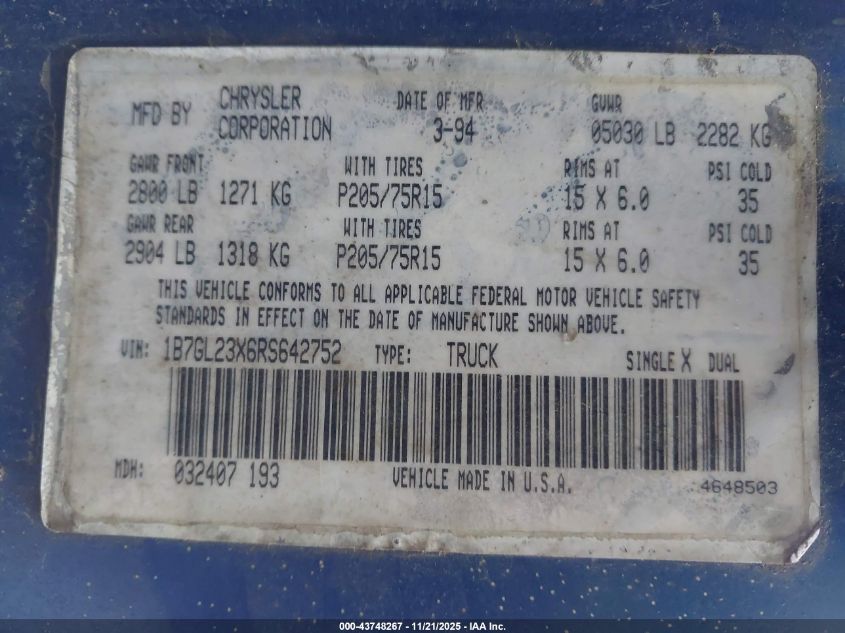 MFD BY CHRYSLER CORPORATION DATE OF MFR 3-94 GVWR 05030 LB 2282 KG
GAWR FRONT WITH TIRES RIMS AT PSI COLD
2800 LB 1271 KG P205/75R15 15 X 6.0 35
GAWR REAR WITH TIRES RIMS AT PSI COLD
2904 LB 1318 KG P205/75R15 15 X 6.0 35
THIS VEHICLE CONFORMS TO ALL APPLICABLE FEDERAL MOTOR VEHICLE SAFETY
STANDARDS IN EFFECT ON THE DATE OF MANUFACTURE SHOWN ABOVE.
VIN: 1B7GL23X6RS642752 TYPE: TRUCK SINGLE X DUAL
MDH: 032407 193 VEHICLE MADE IN U.S.A. 4648503
000-43748267 - 11/21/2025 - IAA Inc.